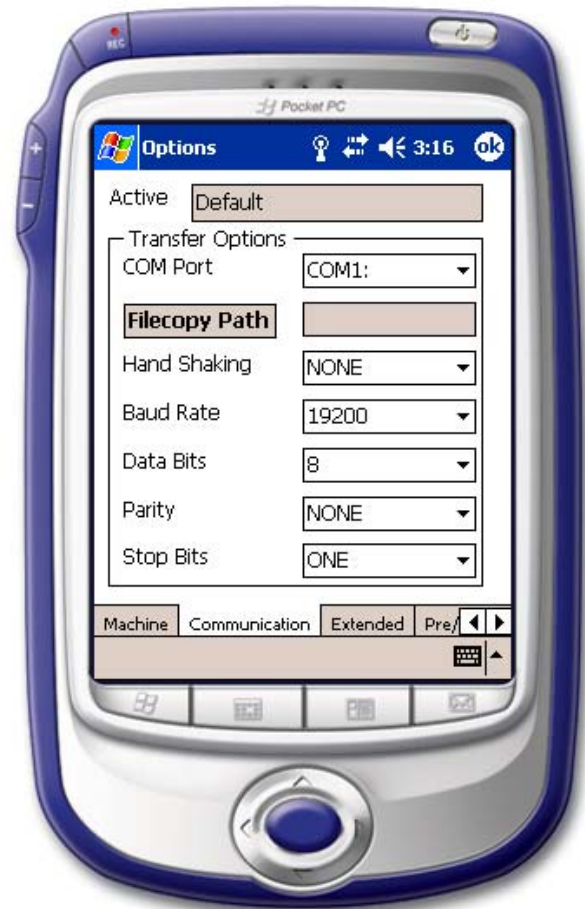 REC
Pocket PC
Options 3:16 ok
Active Default
Transfer Options
COM Port COM1:
Filecopy Path
Hand Shaking NONE
Baud Rate 19200
Data Bits 8
Parity NONE
Stop Bits ONE
Machine Communication Extended Pre/